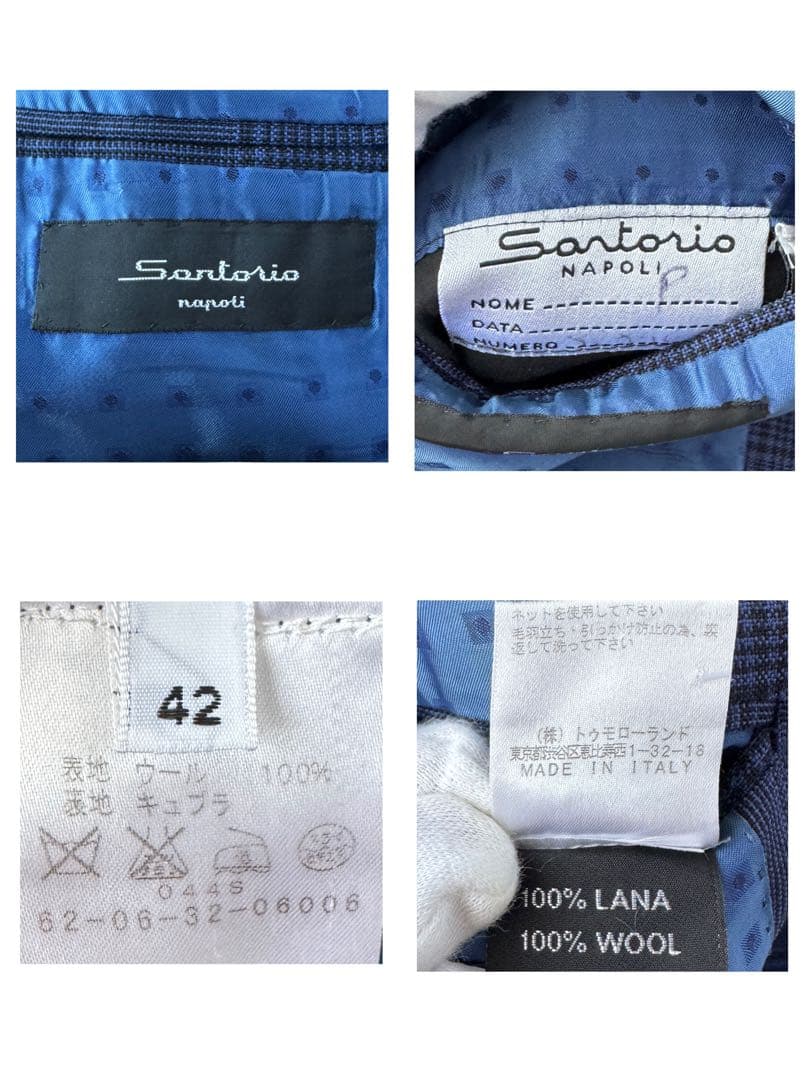 Santorio
napoli
Sartorio
NAPOLI
P
NOME
DATA
NUMERO
42
表地 ウール 100%
裏地 キュプラ
044S
62-06-32-06006
ネットを使用して下さい
毛羽立ち・引っかけ防止の為、裏
返して洗って下さい
(株) トゥモローランド
東京都渋谷区恵比寿西1-32-18
MADE IN ITALY
100% LANA
100% WOOL